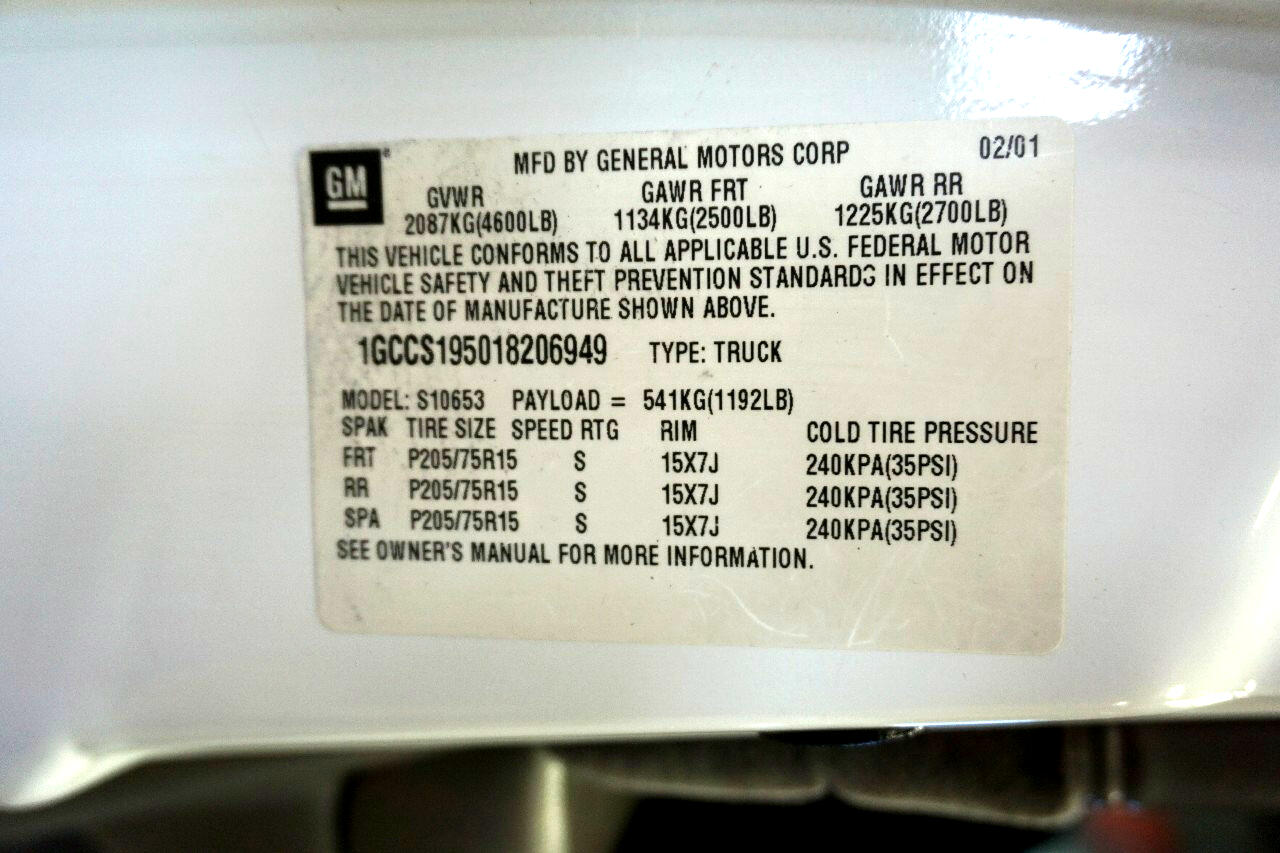 GM MFD BY GENERAL MOTORS CORP 02/01
GVWR GAWR FRT GAWR RR
2087KG(4600LB) 1134KG(2500LB) 1225KG(2700LB)
THIS VEHICLE CONFORMS TO ALL APPLICABLE U.S. FEDERAL MOTOR
VEHICLE SAFETY AND THEFT PREVENTION STANDARDS IN EFFECT ON
THE DATE OF MANUFACTURE SHOWN ABOVE.
1GCCS195018206949 TYPE: TRUCK
MODEL: S10653 PAYLOAD = 541KG(1192LB)
SPAK TIRE SIZE SPEED RTG RIM COLD TIRE PRESSURE
FRT P205/75R15 S 15X7J 240KPA(35PSI)
RR P205/75R15 S 15X7J 240KPA(35PSI)
SPA P205/75R15 S 15X7J 240KPA(35PSI)
SEE OWNER'S MANUAL FOR MORE INFORMATION.